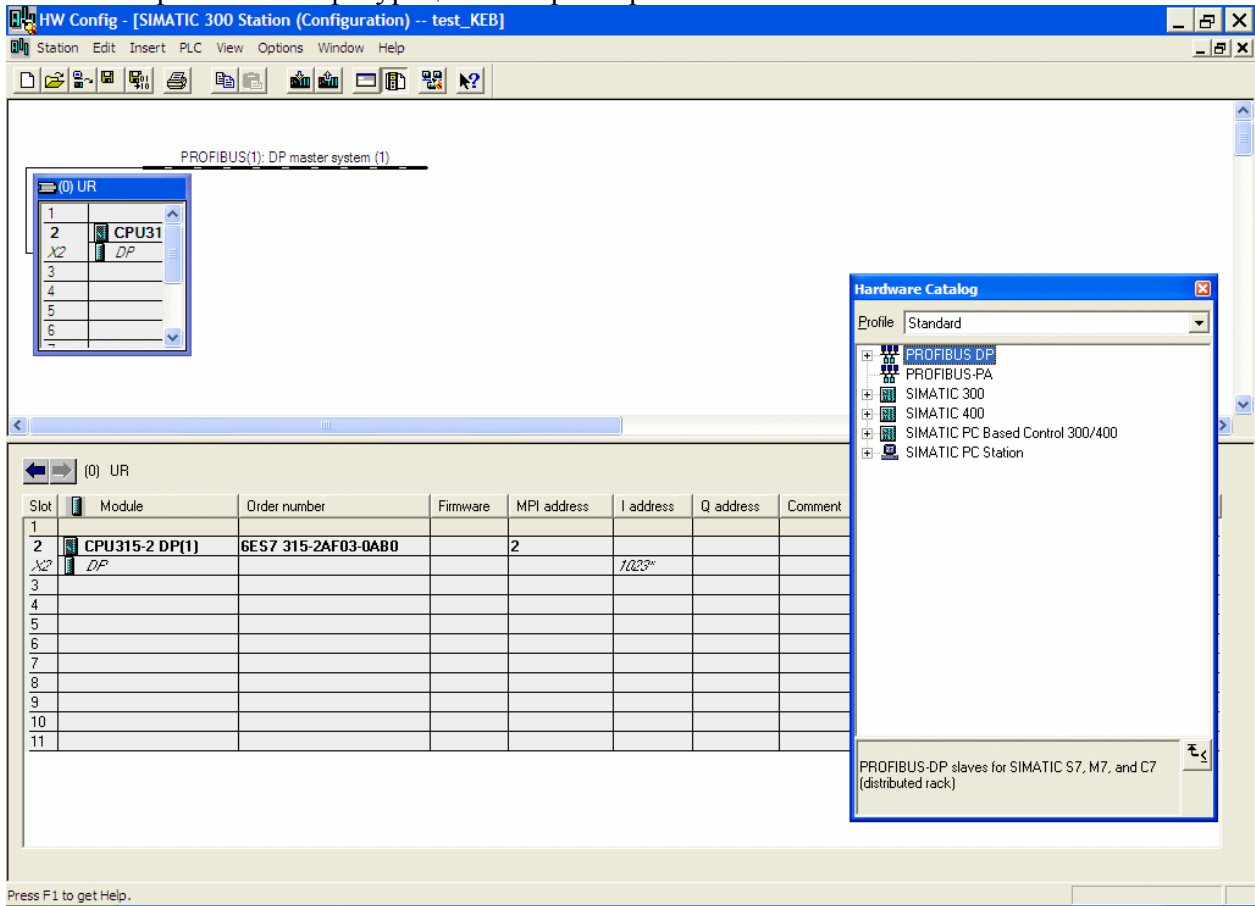 HW Config - [SIMATIC 300 Station (Configuration) -- test_KEB]
Station Edit Insert PLC View Options Window Help
PROFIBUS(1): DP master system (1)
(0) UR
1
2 CPU31
X2 DP
3
4
5
6
7
Hardware Catalog
Profile Standard
PROFIBUS DP
PROFIBUS-PA
SIMATIC 300
SIMATIC 400
SIMATIC PC Based Control 300/400
SIMATIC PC Station
PROFIBUS-DP slaves for SIMATIC S7, M7, and C7
(distributed rack)
(0) UR
Slot Module Order number Firmware MPI address I address Q address Comment
1
2 CPU315-2 DP(1) 6ES7 315-2AF03-0AB0 2
X2 DP 1023*
3
4
5
6
7
8
9
10
11
Press F1 to get Help.